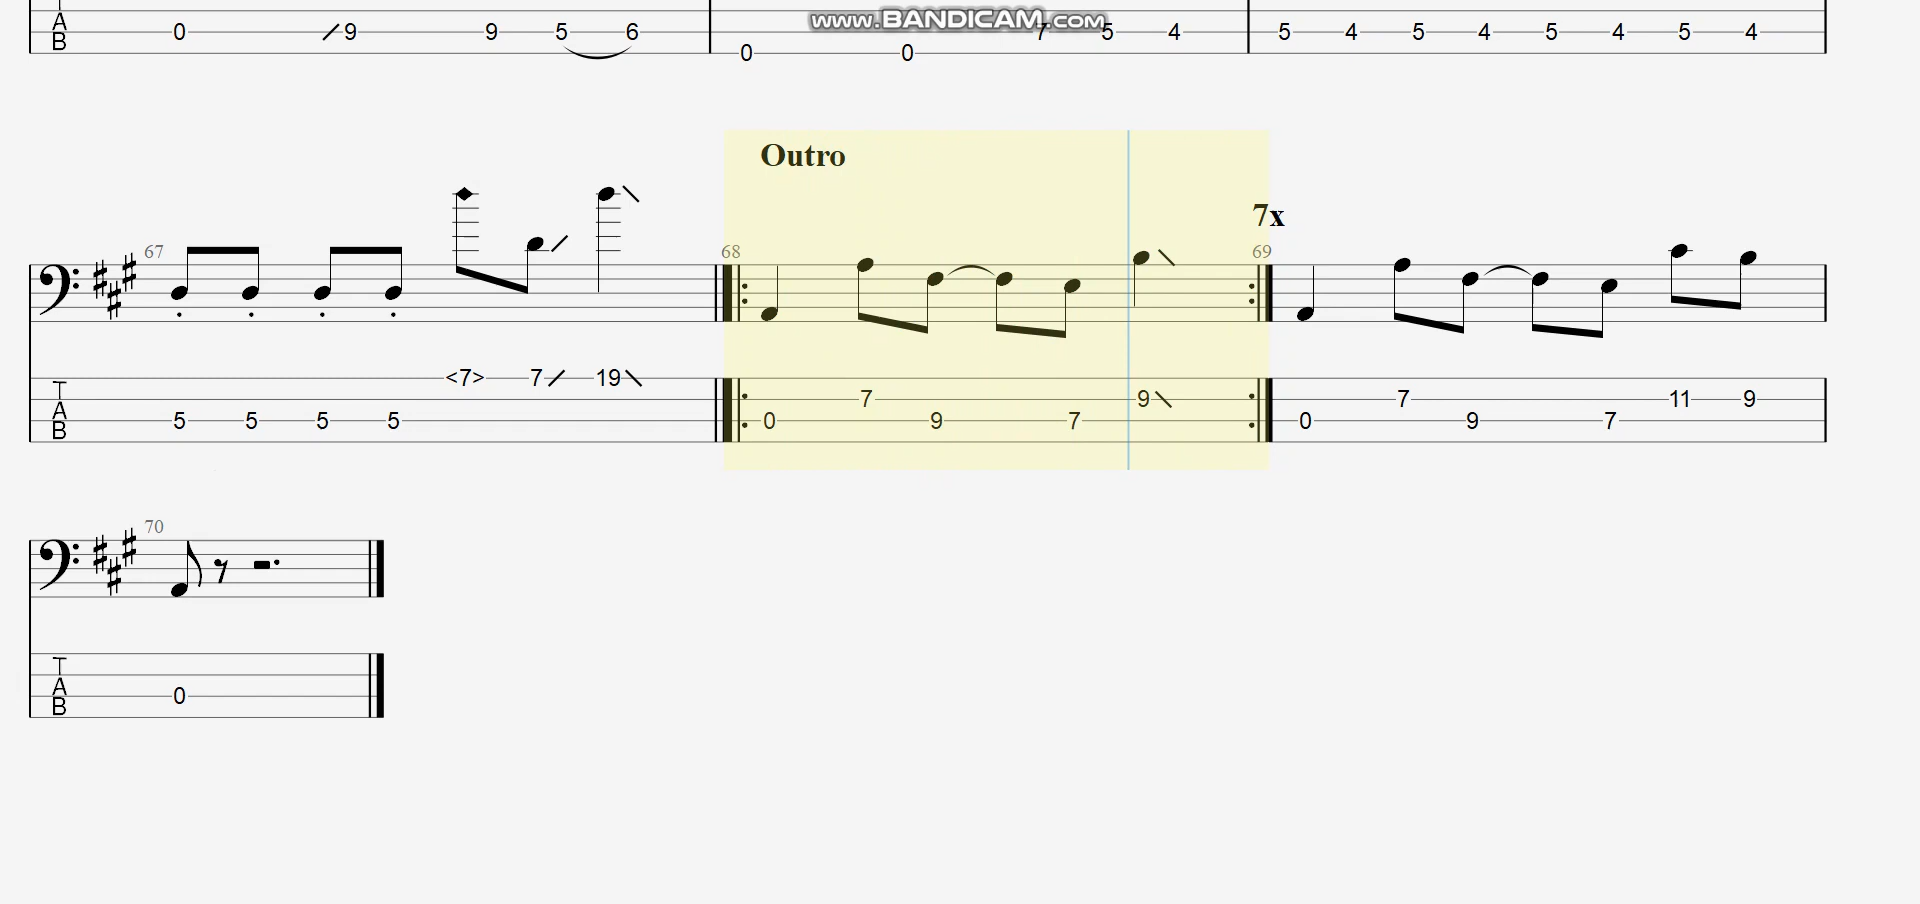 www.BANDICAM.com
A 0 9 9 5 6 7 5 4 5 4 5 4 5 4 5 4
B 0 0
Outro
7x
67 68 69
T <7> 7 19
7 9 7 11 9
A 5 5 5 5 0 9 7 0 9 7
B
70
T
A 0
B